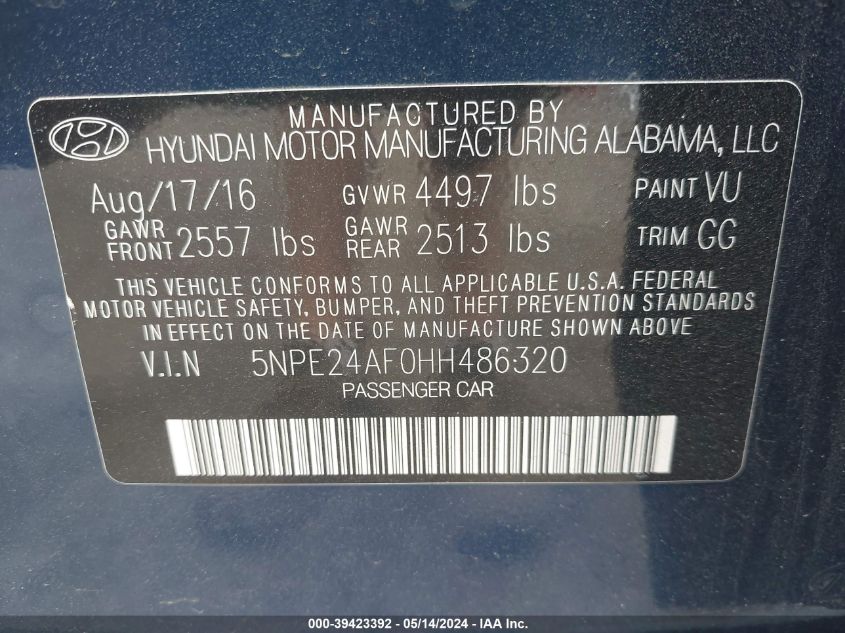 MANUFACTURED BY
HYUNDAI MOTOR MANUFACTURING ALABAMA, LLC
Aug/17/16 GVWR 4497 lbs PAINT VU
GAWR FRONT 2557 lbs GAWR REAR 2513 lbs TRIM GG
THIS VEHICLE CONFORMS TO ALL APPLICABLE U.S.A. FEDERAL
MOTOR VEHICLE SAFETY, BUMPER, AND THEFT PREVENTION STANDARDS
IN EFFECT ON THE DATE OF MANUFACTURE SHOWN ABOVE.
V.I.N 5NPE24AF0HH486320
PASSENGER CAR
000-39423392 - 05/14/2024 - IAA Inc.